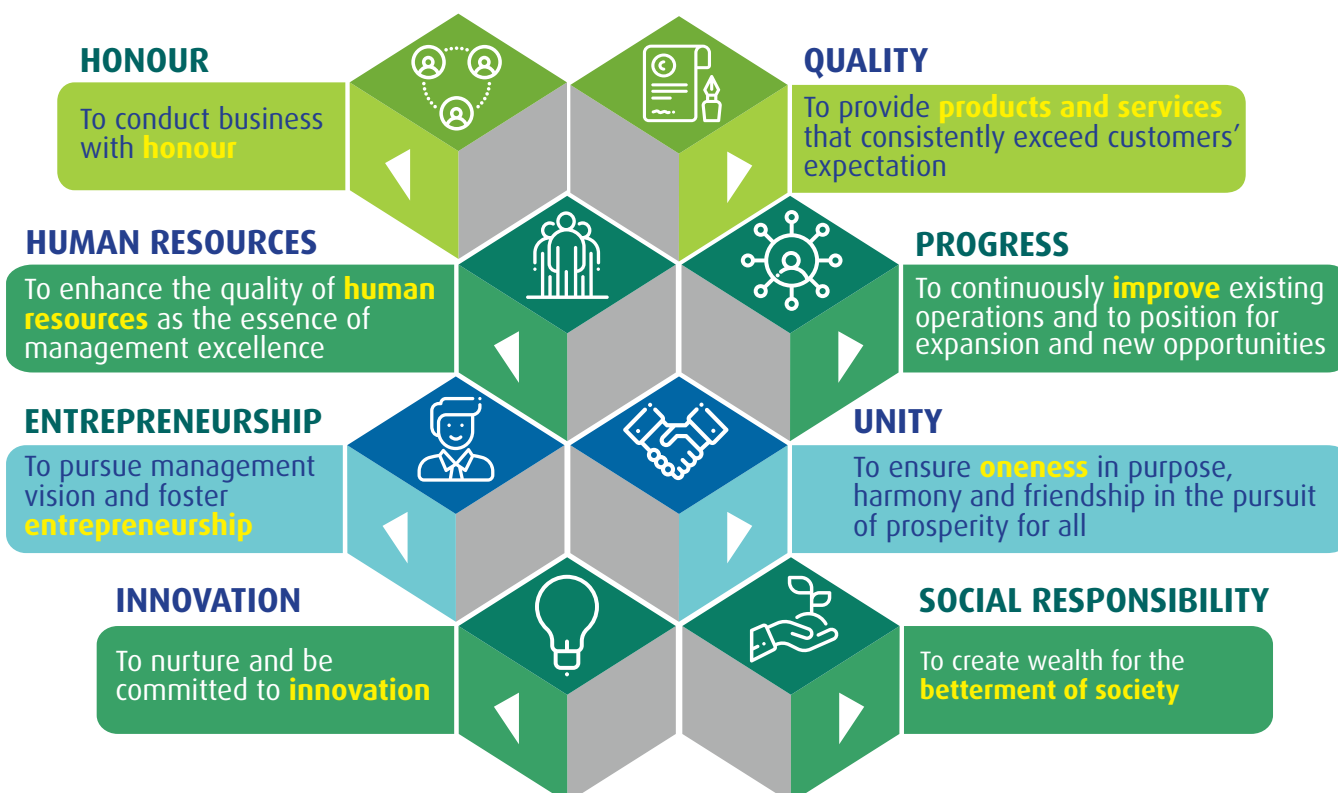 HONOUR
To conduct business
with honour
QUALITY
To provide products and services
that consistently exceed customers’
expectation
HUMAN RESOURCES
To enhance the quality of human
resources as the essence of
management excellence
PROGRESS
To continuously improve existing
operations and to position for
expansion and new opportunities
ENTREPRENEURSHIP
To pursue management
vision and foster
entrepreneurship
UNITY
To ensure oneness in purpose,
harmony and friendship in the pursuit
of prosperity for all
INNOVATION
To nurture and be
committed to innovation
SOCIAL RESPONSIBILITY
To create wealth for the
betterment of society